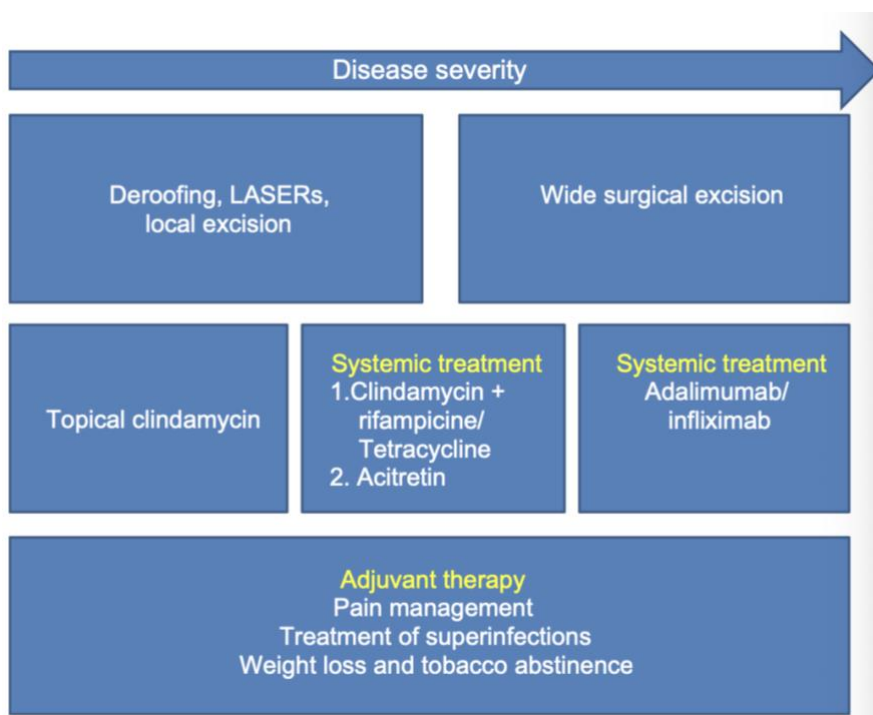 Disease severity
Deroofing, LASERs,
local excision
Wide surgical excision
Topical clindamycin
Systemic treatment
1.Clindamycin +
rifampicine/
Tetracycline
2. Acitretin
Systemic treatment
Adalimumab/
infliximab
Adjuvant therapy
Pain management
Treatment of superinfections
Weight loss and tobacco abstinence